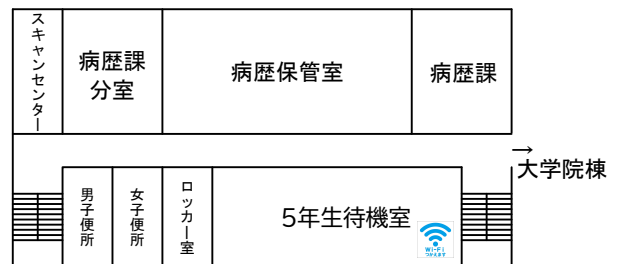 スキャンセンター
病歴課
分室
病歴保管室
病歴課
→
大学院棟
男子便所
女子便所
ロッカー室
5年生待機室
Wi-Fi
つかえます